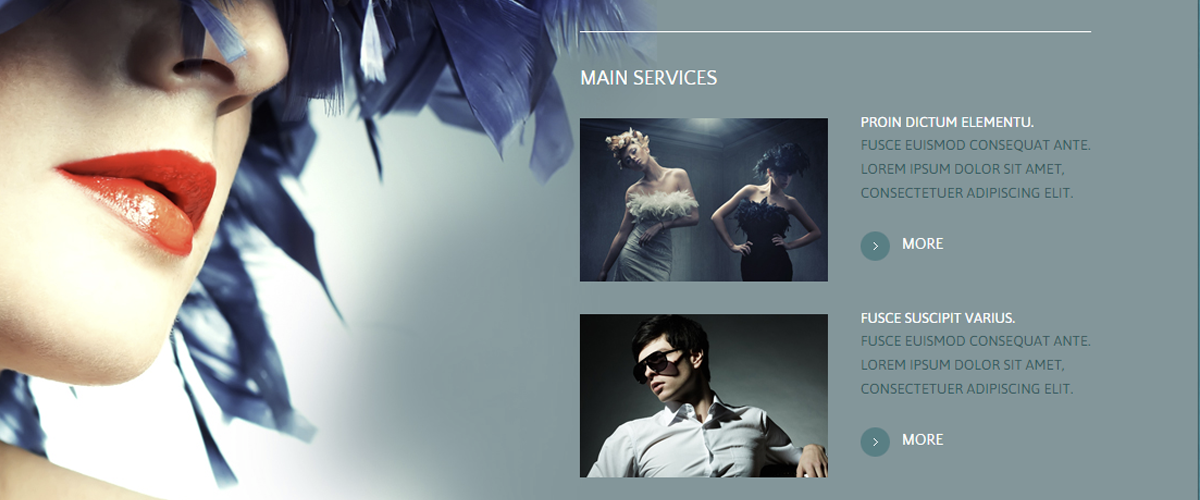 MAIN SERVICES
PROIN DICTUM ELEMENTU.
FUSCE EUISMOD CONSEQUAT ANTE.
LOREM IPSUM DOLOR SIT AMET,
CONSECTETUER ADIPISCING ELIT.
MORE
FUSCE SUSCIPIT VARIUS.
FUSCE EUISMOD CONSEQUAT ANTE.
LOREM IPSUM DOLOR SIT AMET,
CONSECTETUER ADIPISCING ELIT.
MORE